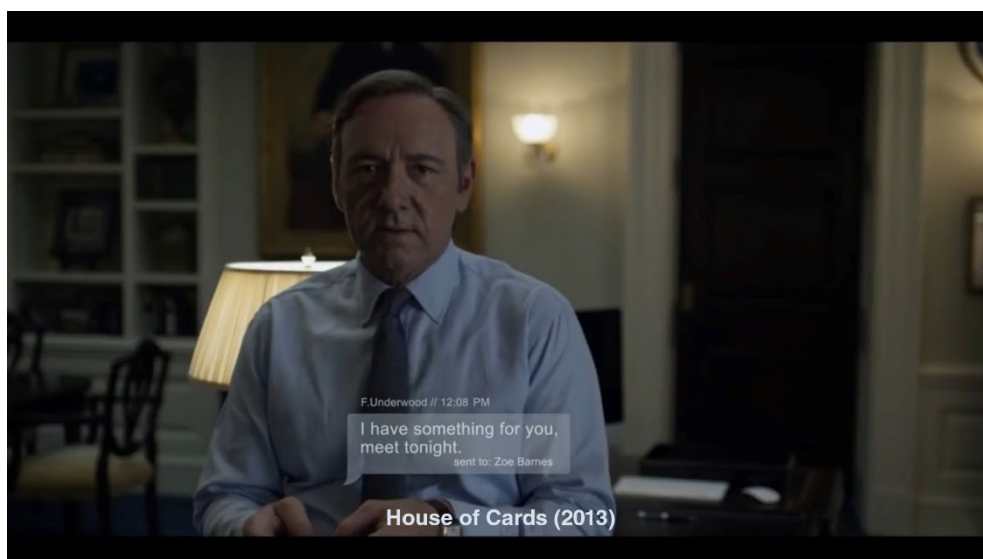 F.Underwood // 12:08 PM
I have something for you,
meet tonight.
sent to: Zoe Barnes
House of Cards (2013)